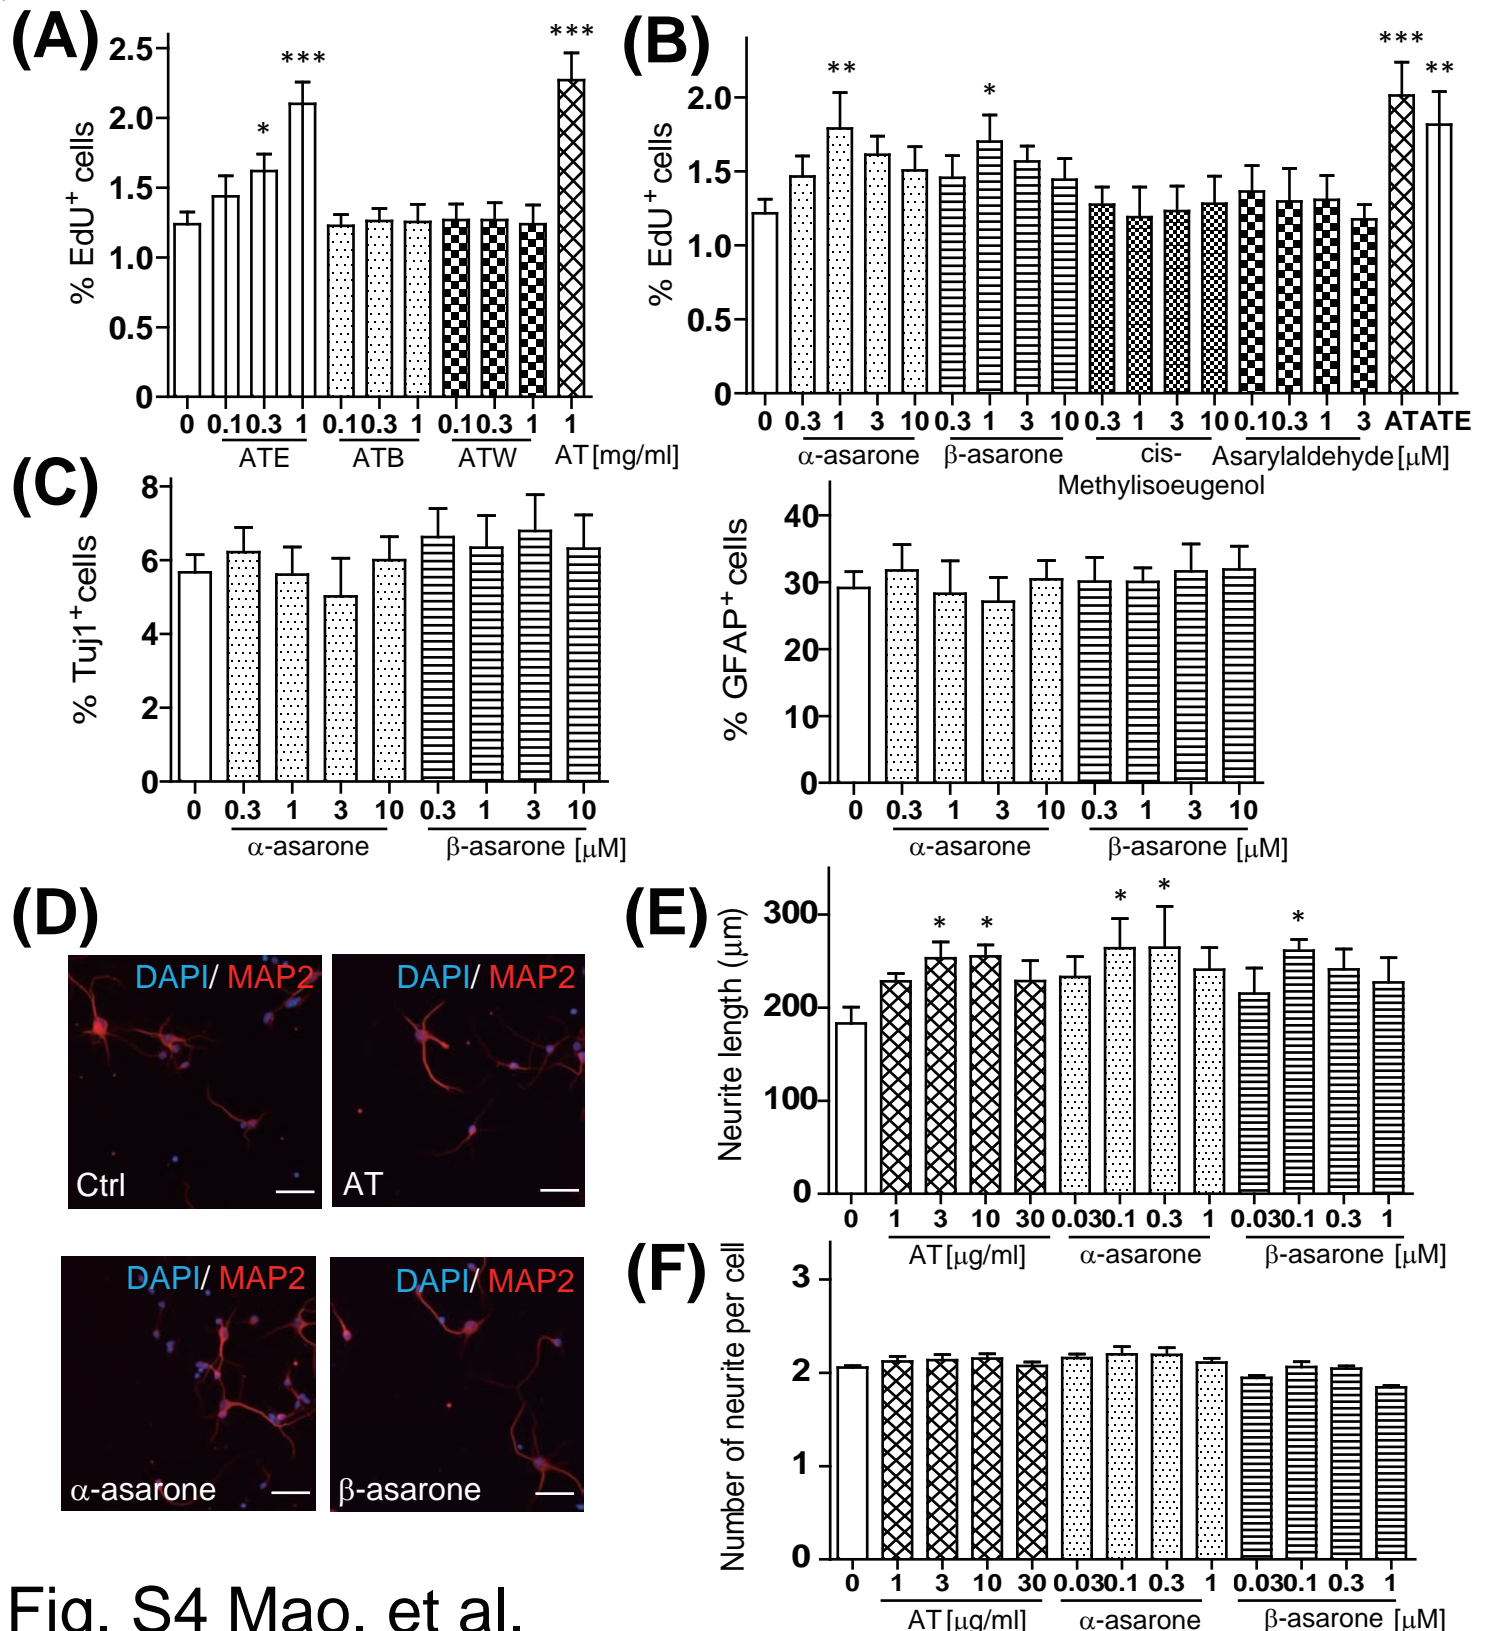 (A)
% EdU+ cells
2.5
2.0
1.5
1.0
0.5
0
*
***
***
0 0.1 0.3 1 0.1 0.3 1 0.1 0.3 1 1
ATE ATB ATW AT [mg/ml]
(B)
% EdU+ cells
2.0
1.5
1.0
0.5
0
**
*
***
**
0 0.3 1 3 10 0.3 1 3 10 0.3 1 3 10 0.1 0.3 1 3 AT ATE
α-asarone β-asarone cis- Asarylaldehyde [μM]
Methylisoeugenol
(C)
% Tuj1+ cells
8
6
4
2
0
0 0.3 1 3 10 0.3 1 3 10
α-asarone β-asarone [μM]
% GFAP+ cells
40
30
20
10
0
0 0.3 1 3 10 0.3 1 3 10
α-asarone β-asarone [μM]
(D)
DAPI/ MAP2
Ctrl
DAPI/ MAP2
AT
DAPI/ MAP2
α-asarone
DAPI/ MAP2
β-asarone
(E)
Neurite length (μm)
300
200
100
0
* * * * *
0 1 3 10 30 0.03 0.1 0.3 1 0.03 0.1 0.3 1
AT [μg/ml] α-asarone β-asarone [μM]
(F)
Number of neurite per cell
3
2
1
0
0 1 3 10 30 0.03 0.1 0.3 1 0.03 0.1 0.3 1
AT [μg/ml] α-asarone β-asarone [μM]
Fig. S4 Mao, et al.